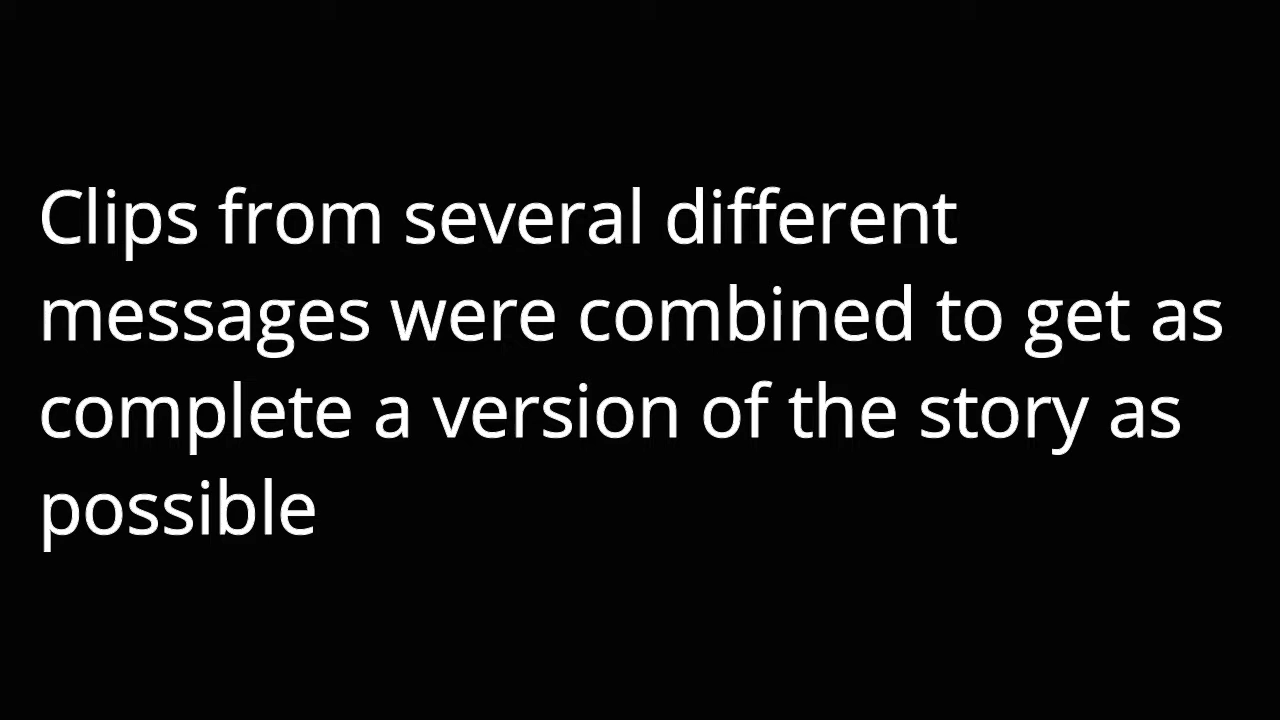 Clips from several different
messages were combined to get as
complete a version of the story as
possible